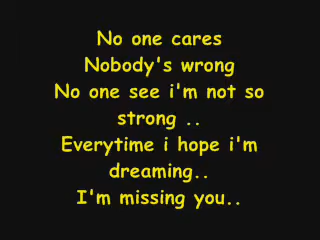 No one cares
Nobody's wrong
No one see i'm not so
strong ..
Everytime i hope i'm
dreaming..
I'm missing you..